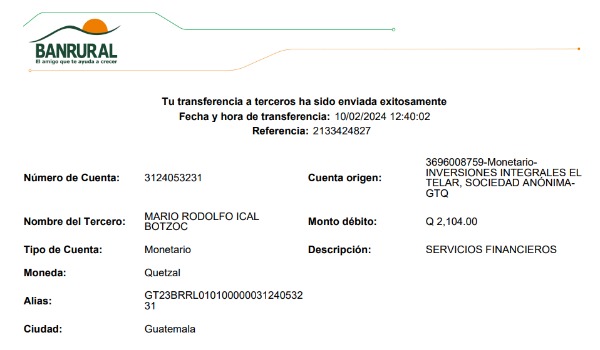 BANRURAL
El amigo que te ayuda a crecer
Tu transferencia a terceros ha sido enviada exitosamente
Fecha y hora de transferencia: 10/02/2024 12:40:02
Referencia: 2133424827
Número de Cuenta: 3124053231
Cuenta origen: 3696008759-Monetario-
INVERSIONES INTEGRALES EL
TELAR, SOCIEDAD ANÓNIMA-
GTQ
Nombre del Tercero: MARIO RODOLFO ICAL
BOTZOC
Monto débito: Q 2,104.00
Tipo de Cuenta: Monetario
Descripción: SERVICIOS FINANCIEROS
Moneda: Quetzal
Alias: GT23BRRL010100000031240532
31
Ciudad: Guatemala